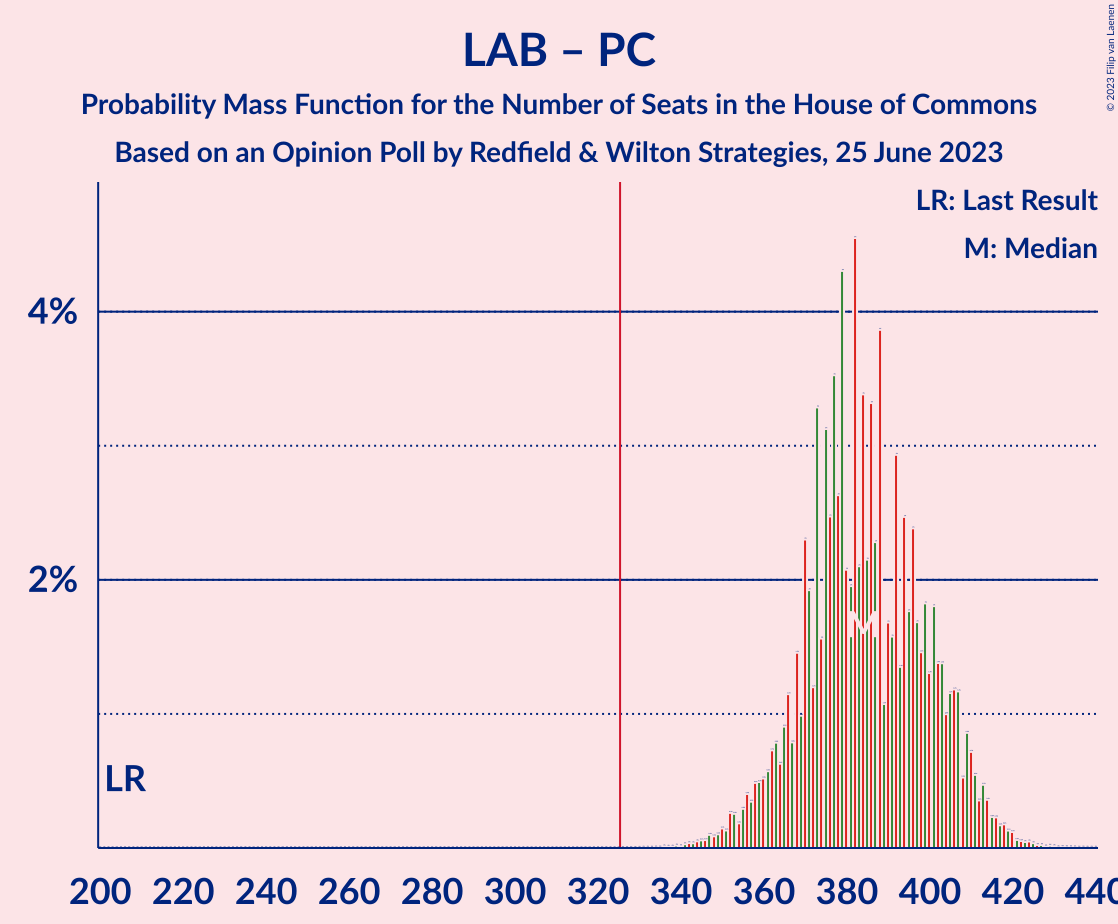 LAB – PC
Probability Mass Function for the Number of Seats in the House of Commons
Based on an Opinion Poll by Redfield & Wilton Strategies, 25 June 2023
© 2023 Filip van Laenen
LR: Last Result
M: Median
4%
2%
LR
M
200 220 240 260 280 300 320 340 360 380 400 420 440